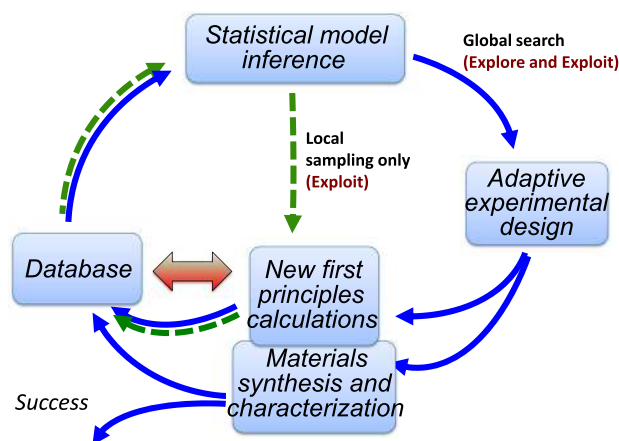 Statistical model
inference
Global search
(Explore and Exploit)
Local
sampling only
(Exploit)
Adaptive
experimental
design
Database
New first
principles
calculations
Materials
synthesis and
characterization
Success